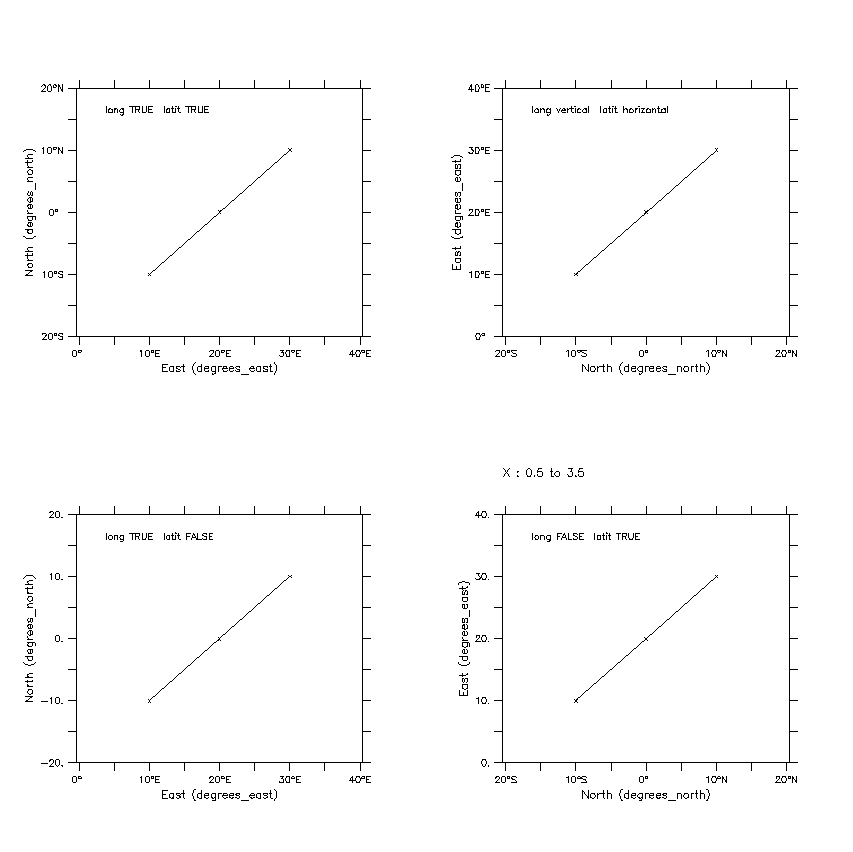 20°N
long TRUE latit TRUE
10°N
0°
10°S
20°S
North (degrees_north)
0° 10°E 20°E 30°E 40°E
East (degrees_east)
40°E
long vertical latit horizontal
30°E
20°E
10°E
0°
East (degrees_east)
20°S 10°S 0° 10°N 20°N
North (degrees_north)
20.
long TRUE latit FALSE
10.
0.
-10.
-20.
North (degrees_north)
0° 10°E 20°E 30°E 40°E
East (degrees_east)
X : 0.5 to 3.5
40.
long FALSE latit TRUE
30.
20.
10.
0.
East (degrees_east)
20°S 10°S 0° 10°N 20°N
North (degrees_north)